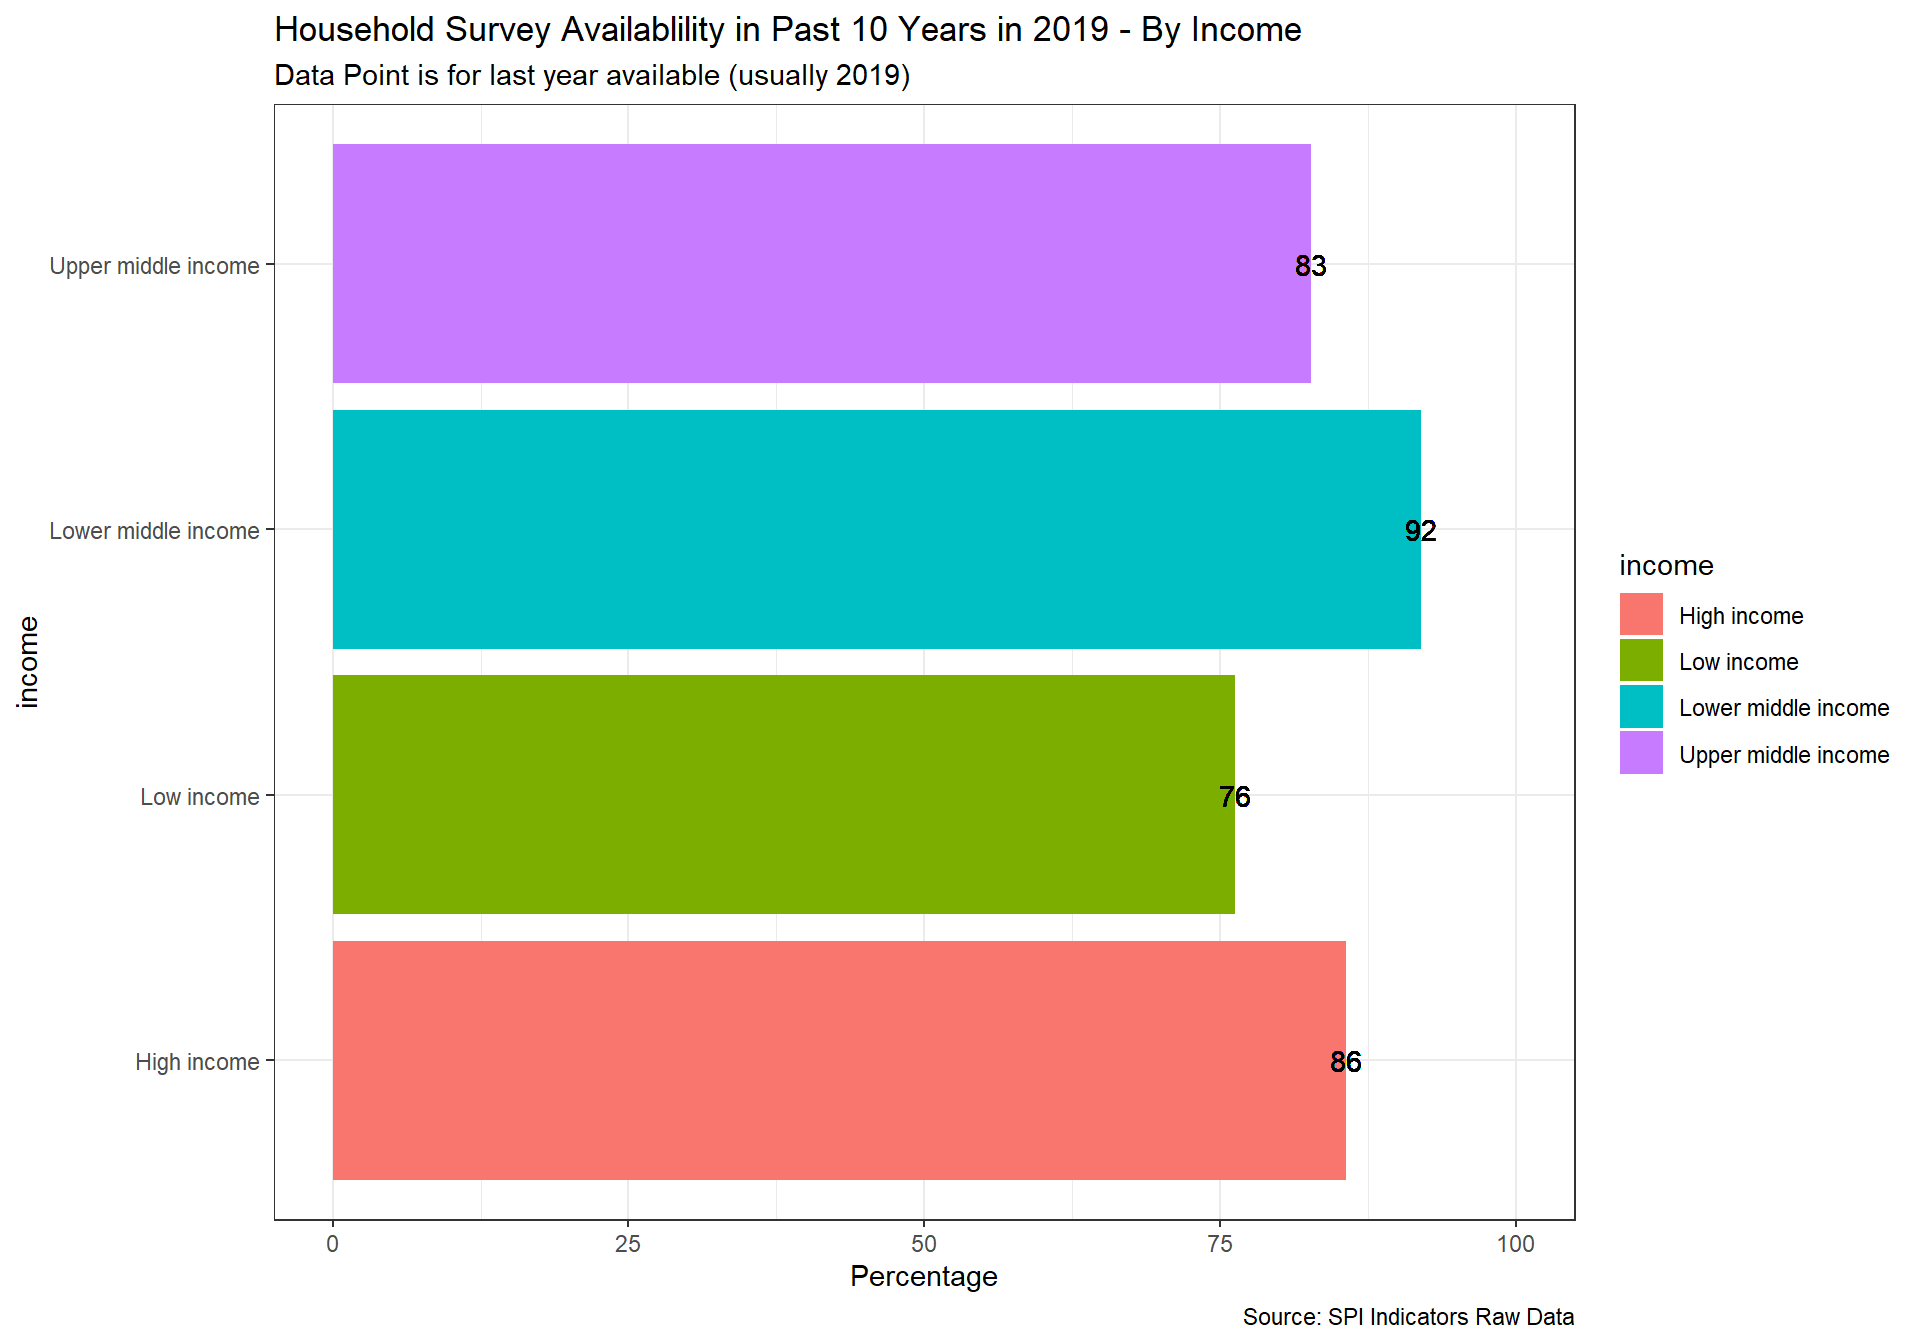 Household Survey Availablility in Past 10 Years in 2019 - By Income
Data Point is for last year available (usually 2019)
Upper middle income
83
Lower middle income
92
Low income
76
High income
86
income
0 25 50 75 100
Percentage
income
High income
Low income
Lower middle income
Upper middle income
Source: SPI Indicators Raw Data